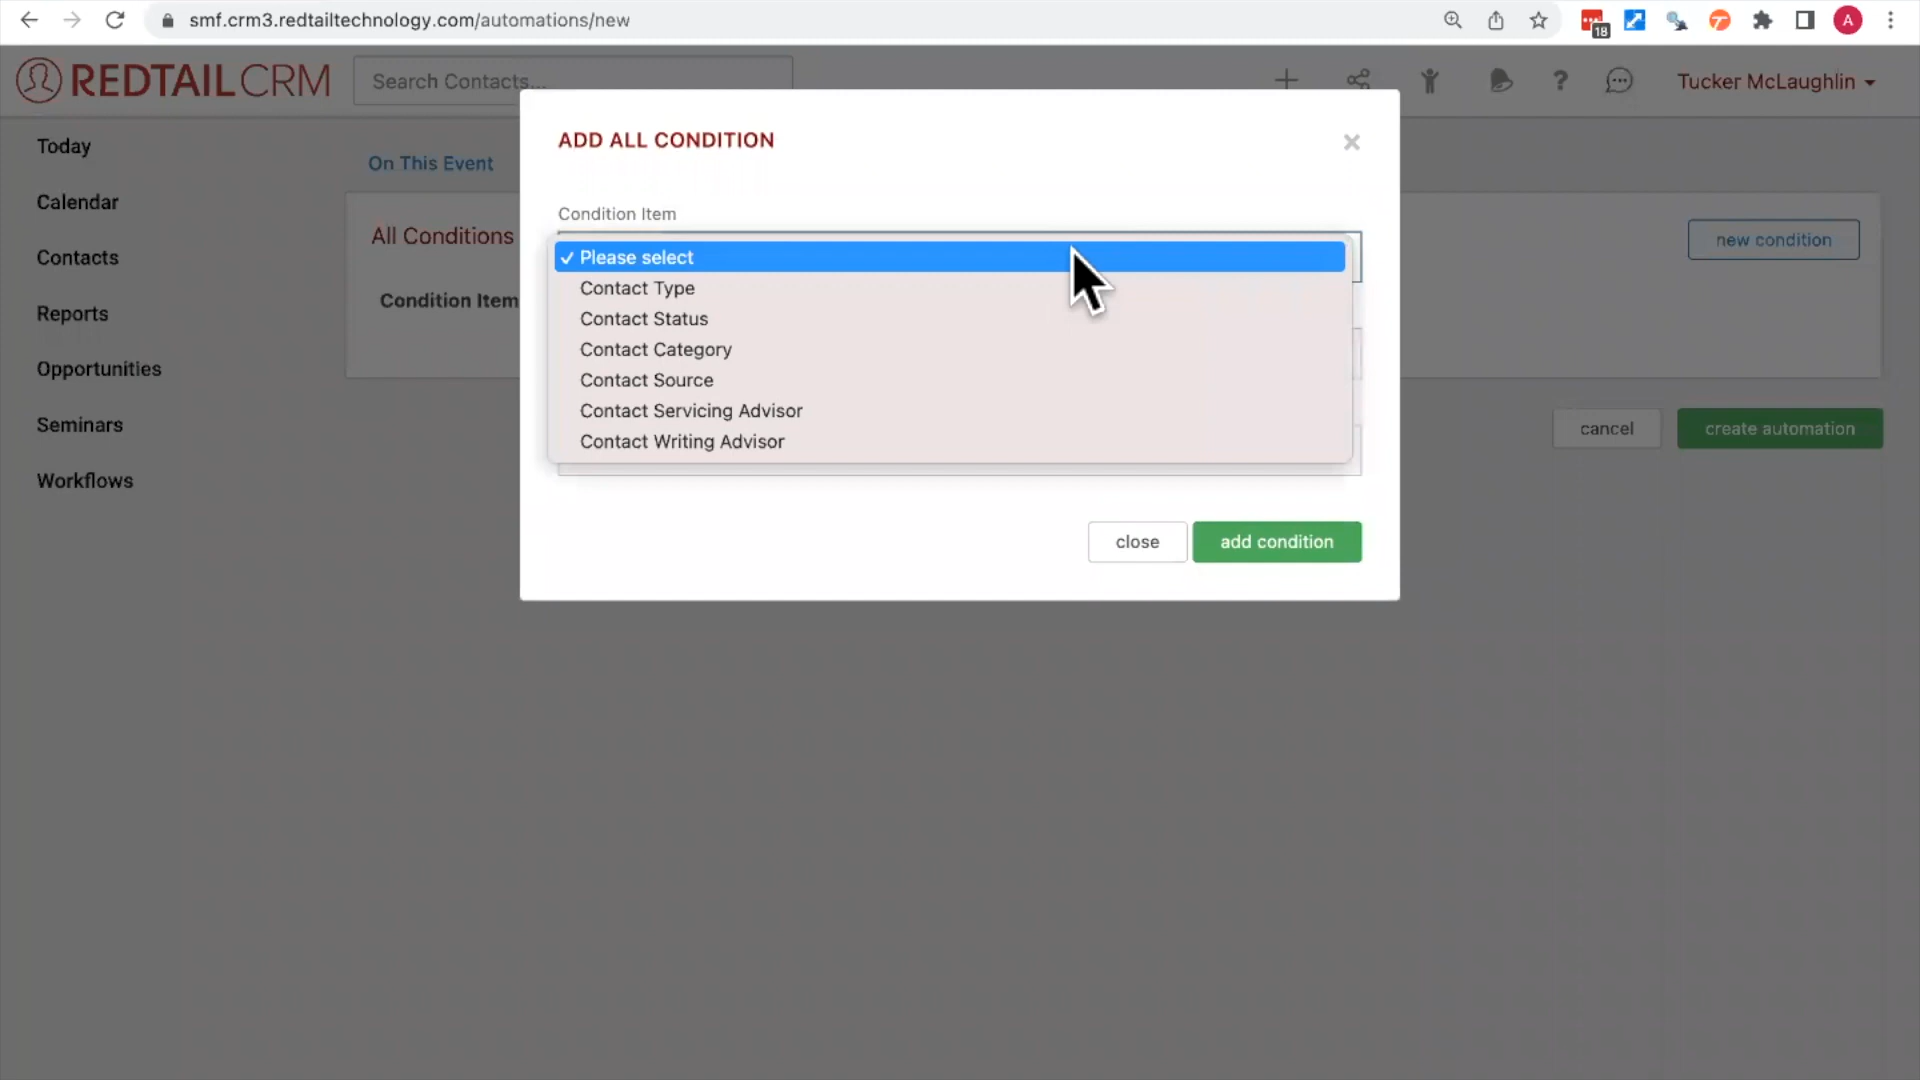 smf.crm3.redtailtechnology.com/automations/new
18
A
REDTAILCRM
Search Contacts...
?
Tucker McLaughlin
Today
Calendar
Contacts
Reports
Opportunities
Seminars
Workflows
On This Event
All Conditions
new condition
Condition Item
cancel
create automation
ADD ALL CONDITION
×
Condition Item
✓ Please select
Contact Type
Contact Status
Contact Category
Contact Source
Contact Servicing Advisor
Contact Writing Advisor
close
add condition